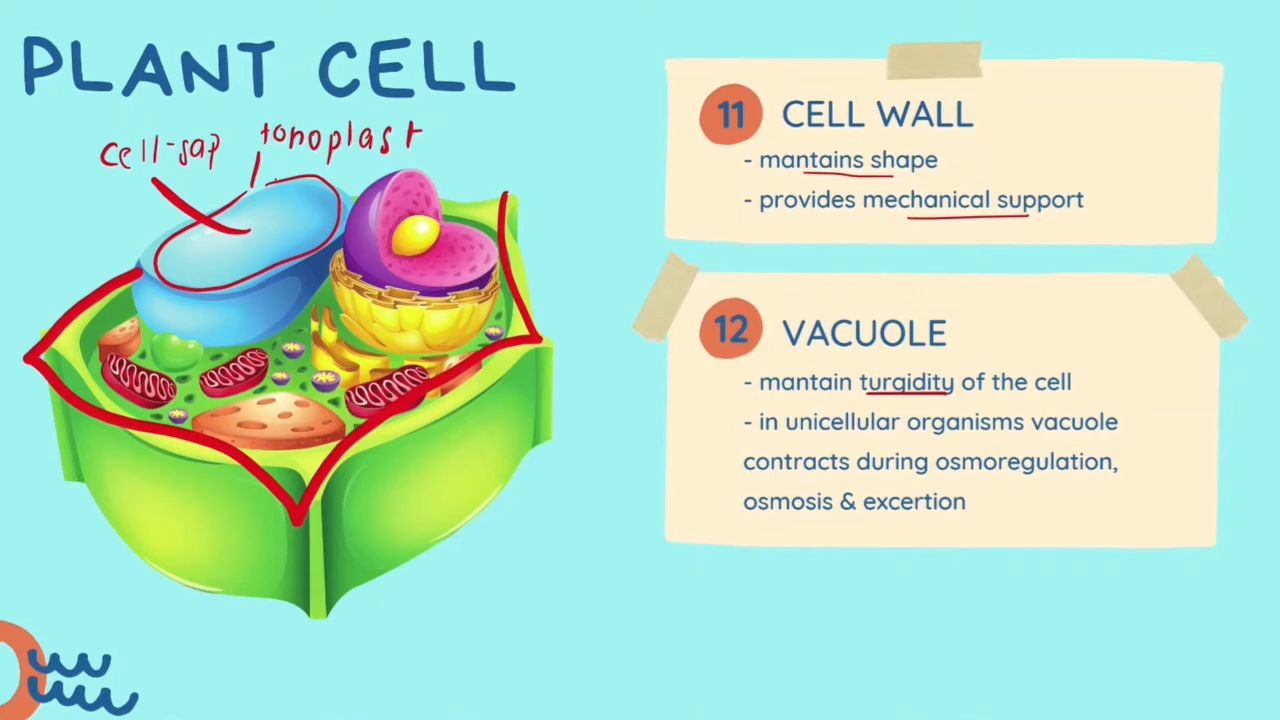 PLANT CELL
cell-sap
tonoplast
11 CELL WALL
- mantains shape
- provides mechanical support
12 VACUOLE
- mantain turgidity of the cell
- in unicellular organisms vacuole
contracts during osmoregulation,
osmosis & excertion